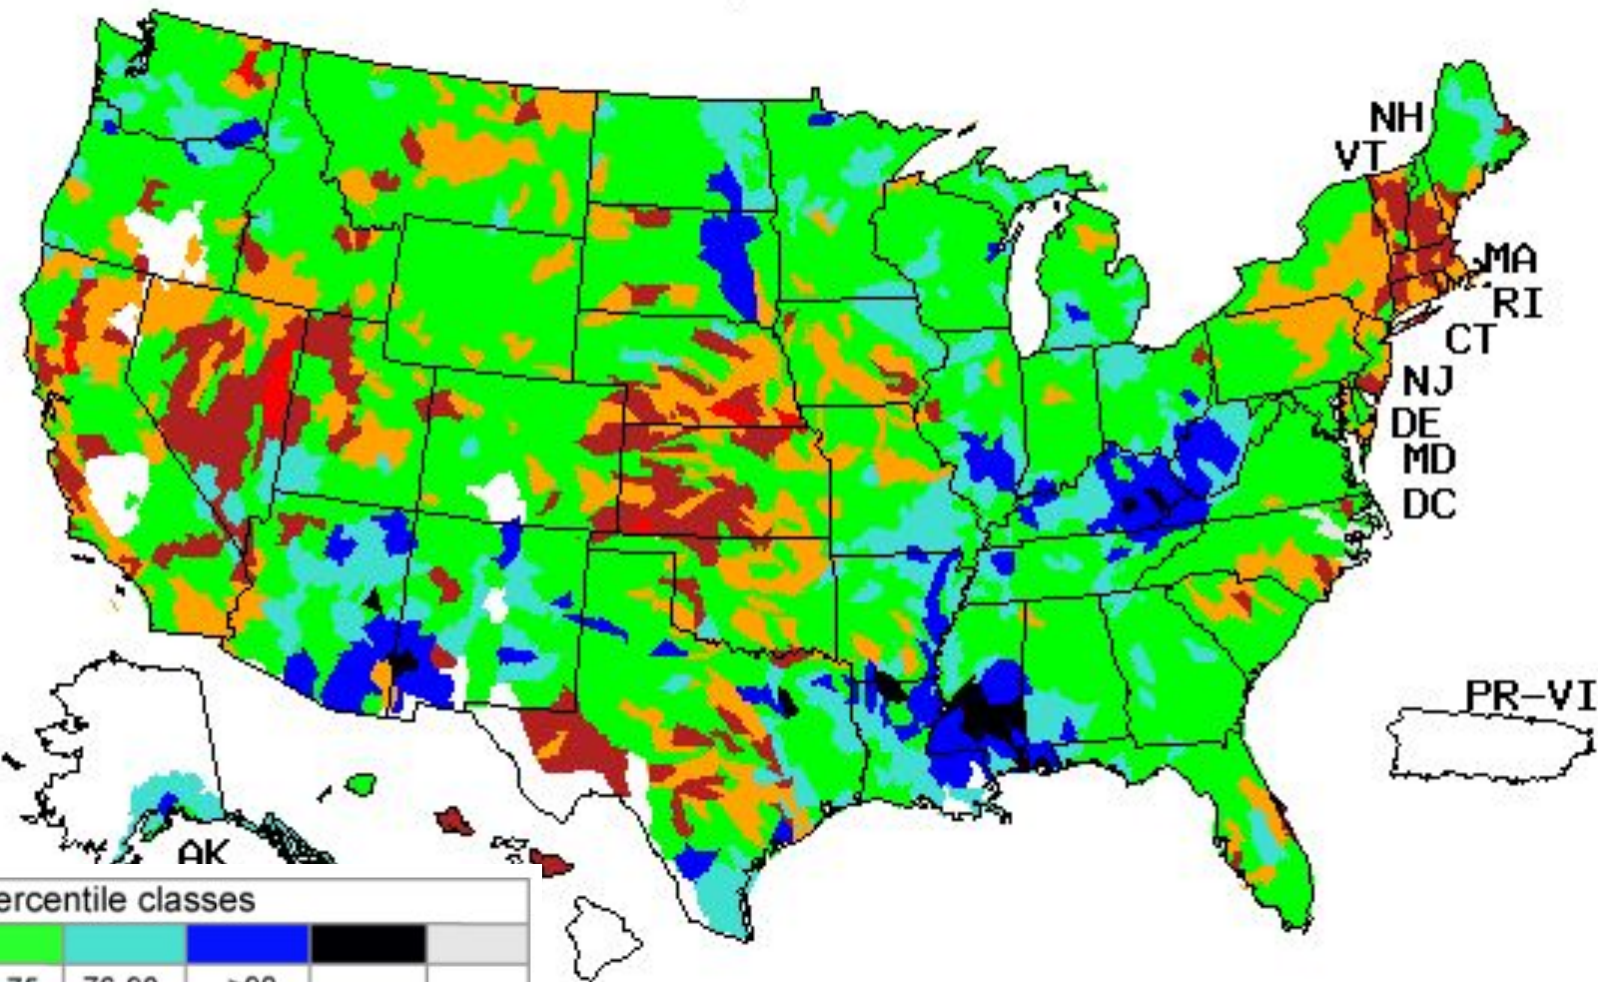 NH
VT
MA
RI
CT
NJ
DE
MD
DC
PR-VI
AK
ercentile classes